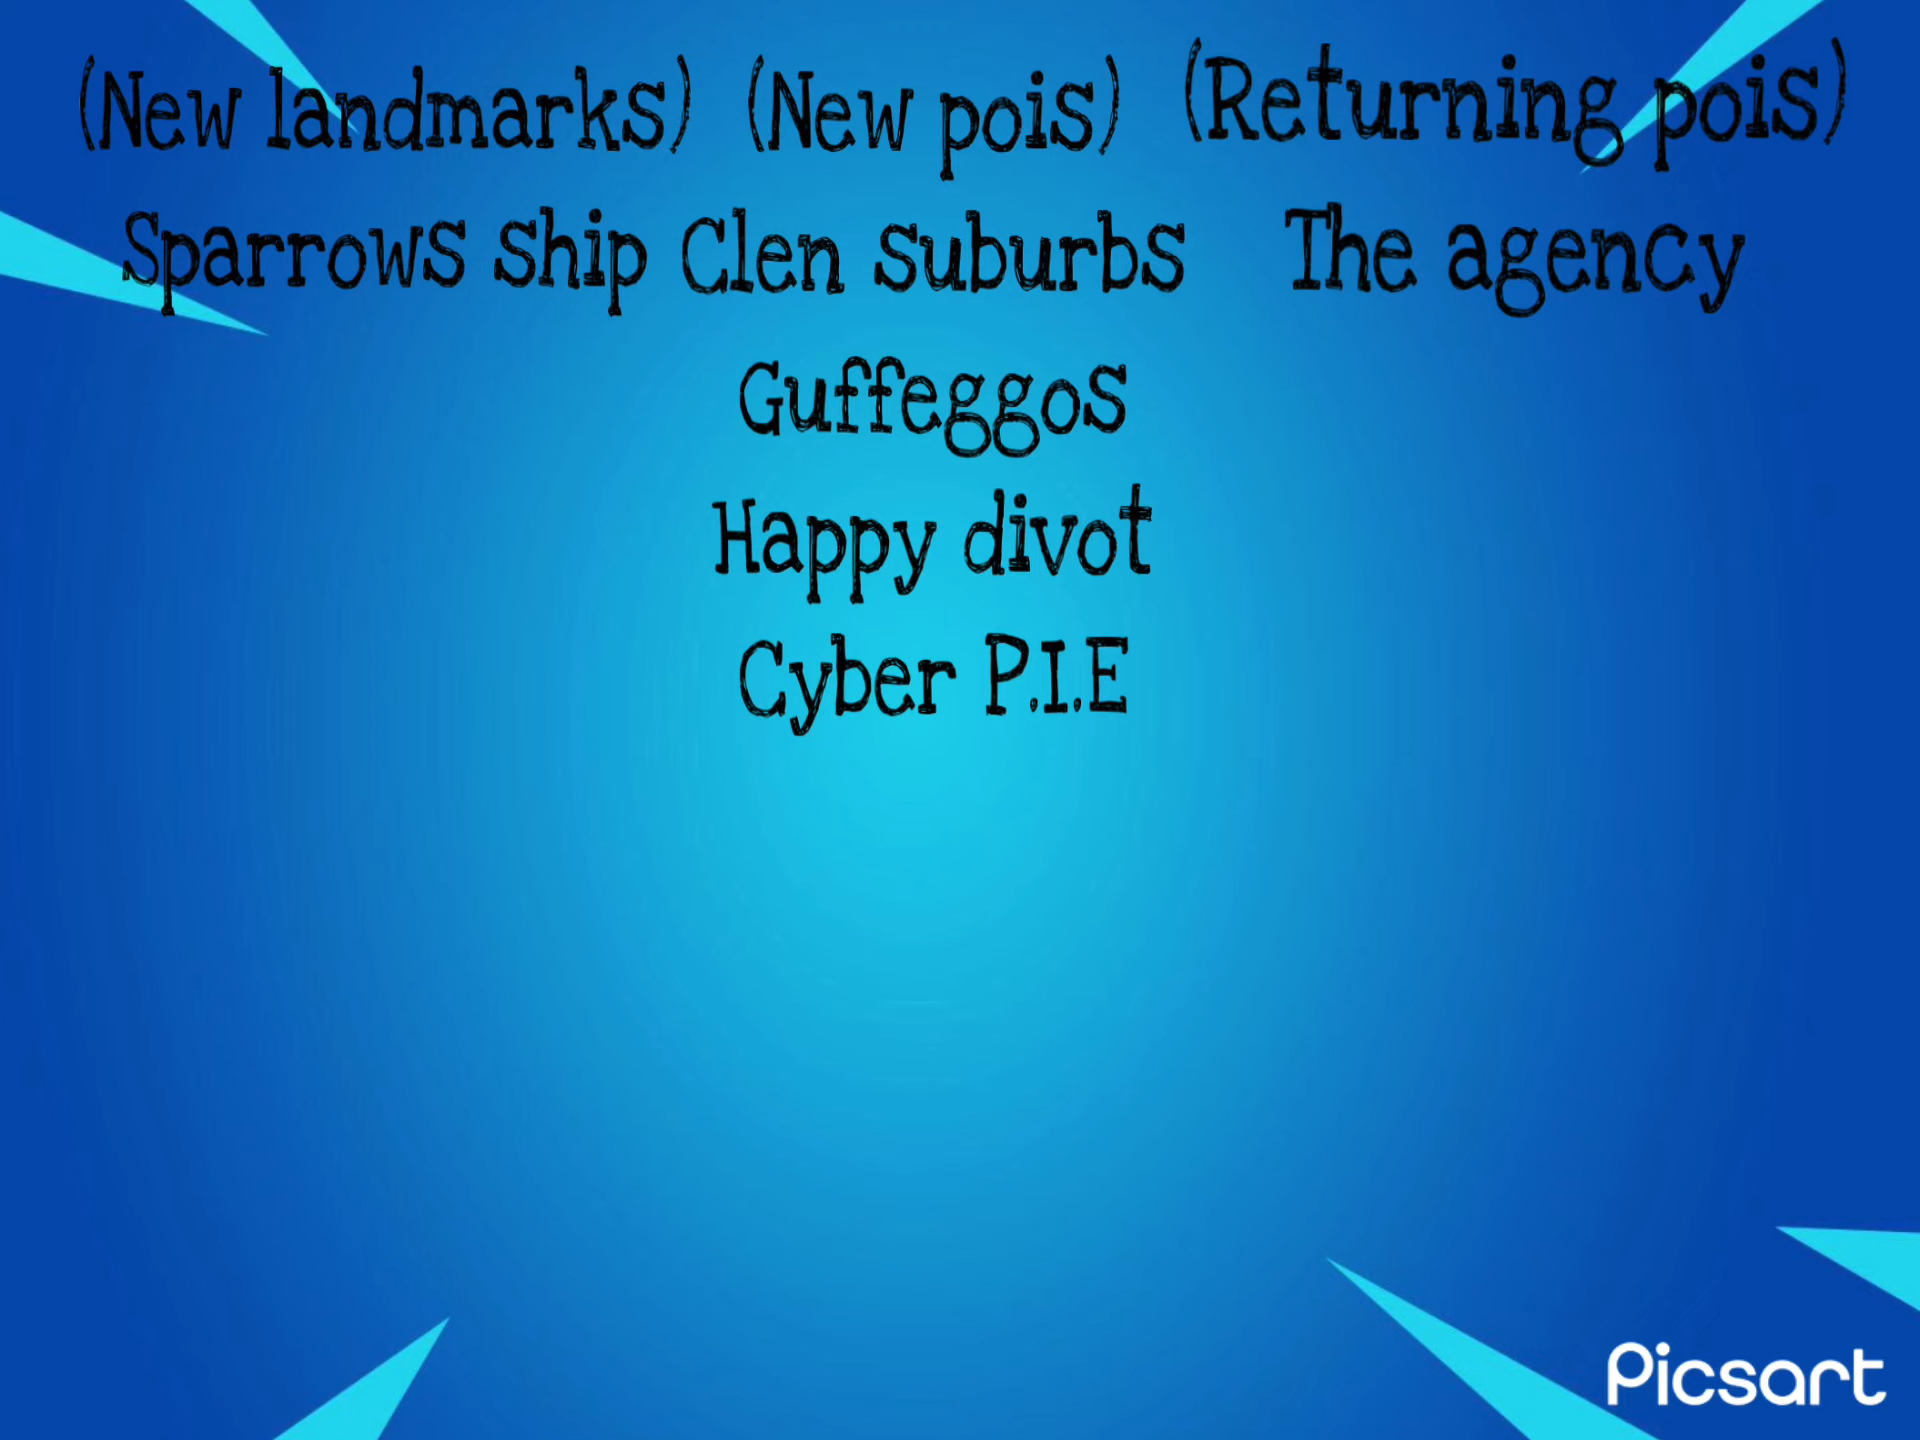 (New landmarks) (New pois) (Returning pois)
Sparrows ship Clen suburbs The agency
Guffeggos
Happy divot
Cyber P.I.E
Picsart